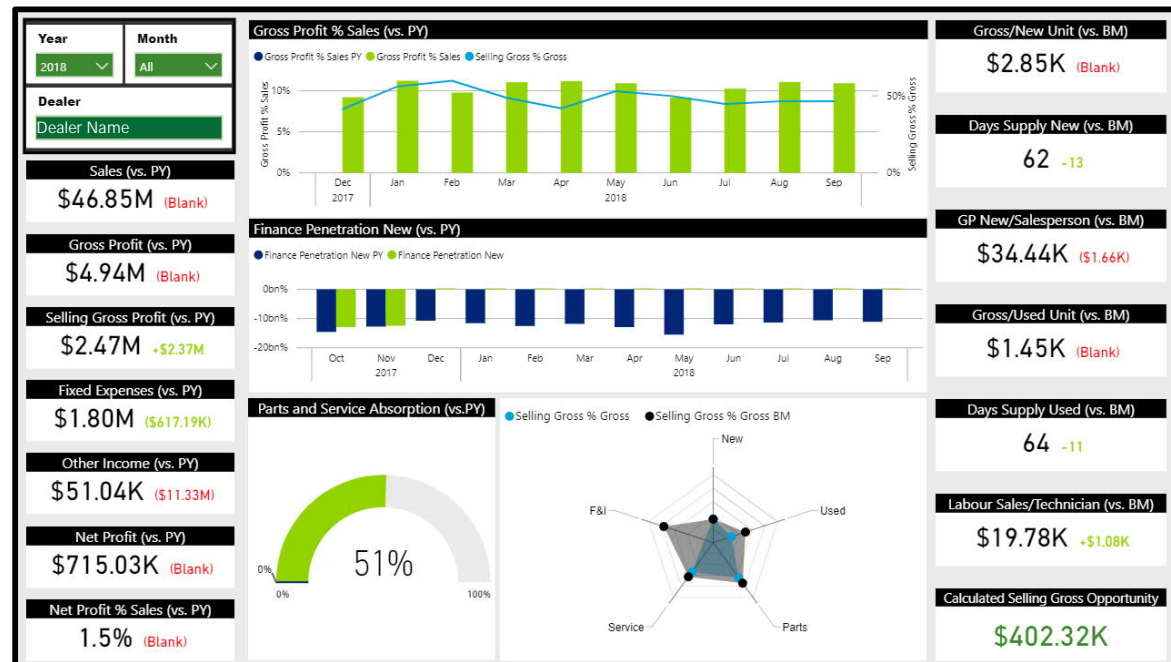 Year
Month
2018
All
Dealer
Dealer Name
Sales (vs. PY)
$46.85M (Blank)
Gross Profit (vs. PY)
$4.94M (Blank)
Selling Gross Profit (vs. PY)
$2.47M +$2.37M
Fixed Expenses (vs. PY)
$1.80M ($617.19K)
Other Income (vs. PY)
$51.04K ($11.33M)
Net Profit (vs. PY)
$715.03K (Blank)
Net Profit % Sales (vs. PY)
1.5% (Blank)
Gross Profit % Sales (vs. PY)
Gross Profit % Sales PY Gross Profit % Sales Selling Gross % Gross
Gross Profit % Sales
10%
5%
0%
50%
0%
Selling Gross % Gross
Dec Jan Feb Mar Apr May Jun Jul Aug Sep
2017 2018
Finance Penetration New (vs. PY)
Finance Penetration New PY Finance Penetration New
0bn%
-10bn%
-20bn%
Oct Nov Dec Jan Feb Mar Apr May Jun Jul Aug Sep
2017 2018
Parts and Service Absorption (vs.PY)
51%
0%
0% 100%
Selling Gross % Gross Selling Gross % Gross BM
New
F&I Used
Service Parts
Gross/New Unit (vs. BM)
$2.85K (Blank)
Days Supply New (vs. BM)
62 -13
GP New/Salesperson (vs. BM)
$34.44K ($1.66K)
Gross/Used Unit (vs. BM)
$1.45K (Blank)
Days Supply Used (vs. BM)
64 -11
Labour Sales/Technician (vs. BM)
$19.78K +$1.08K
Calculated Selling Gross Opportunity
$402.32K